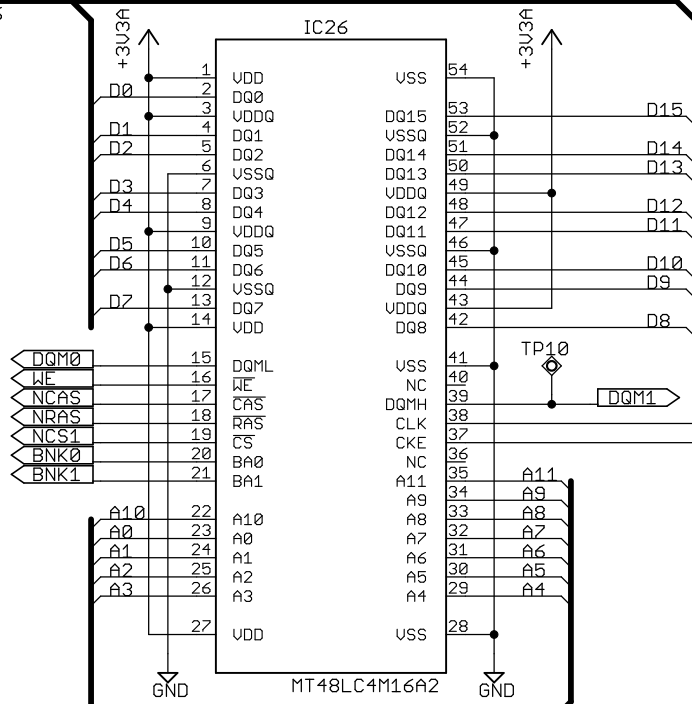 +3V3A
IC26
+3V3A
1 VDD VSS 54
D0 2 DQ0
3 VDDQ DQ15 53 D15
D1 4 DQ1 VSSQ 52
D2 5 DQ2 DQ14 51 D14
6 VSSQ DQ13 50 D13
D3 7 DQ3 VDDQ 49
D4 8 DQ4 DQ12 48 D12
9 VDDQ DQ11 47 D11
D5 10 DQ5 VSSQ 46
D6 11 DQ6 DQ10 45 D10
12 VSSQ DQ9 44 D9
D7 13 DQ7 VDDQ 43
14 VDD DQ8 42 D8
TP10
DQM0 15 DQML VSS 41
WE 16 WE NC 40
NCAS 17 CAS DQMH 39 DQM1
NRAS 18 RAS CLK 38
NCS1 19 CS CKE 37
BNK0 20 BA0 NC 36
BNK1 21 BA1 A11 35 A11
A9 34 A9
A10 22 A10 A8 33 A8
A0 23 A0 A7 32 A7
A1 24 A1 A6 31 A6
A2 25 A2 A5 30 A5
A3 26 A3 A4 29 A4
27 VDD VSS 28
GND MT48LC4M16A2 GND